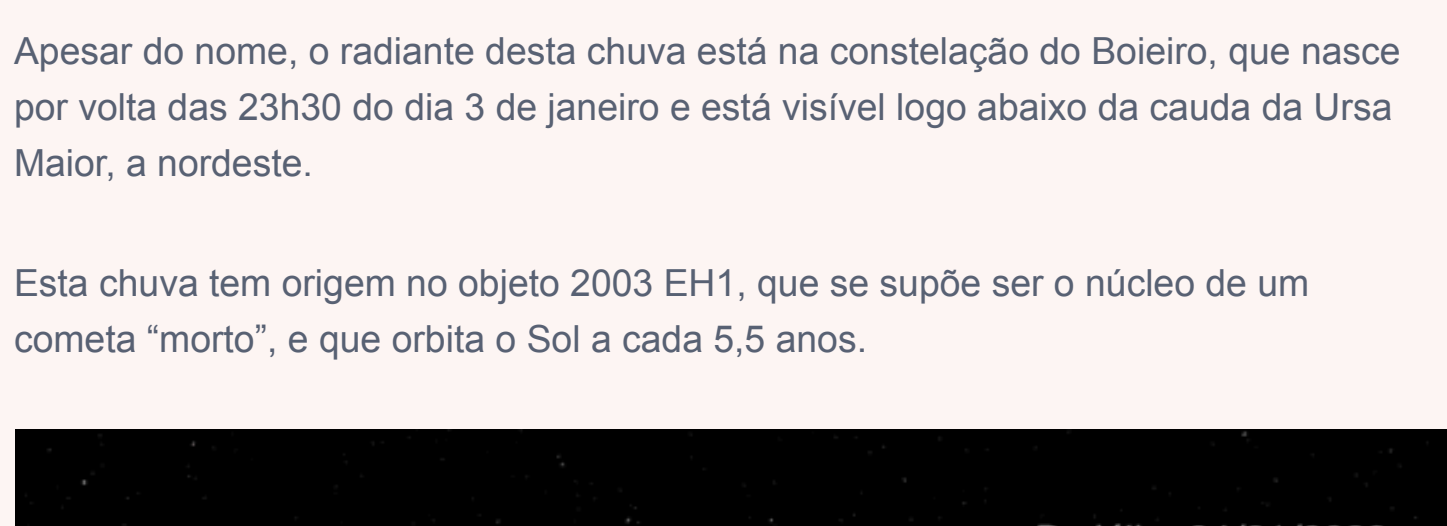 Apesar do nome, o radiante desta chuva está na constelação do Boieiro, que nasce
por volta das 23h30 do dia 3 de janeiro e está visível logo abaixo da cauda da Ursa
Maior, a nordeste.
Esta chuva tem origem no objeto 2003 EH1, que se supõe ser o núcleo de um
cometa “morto”, e que orbita o Sol a cada 5,5 anos.